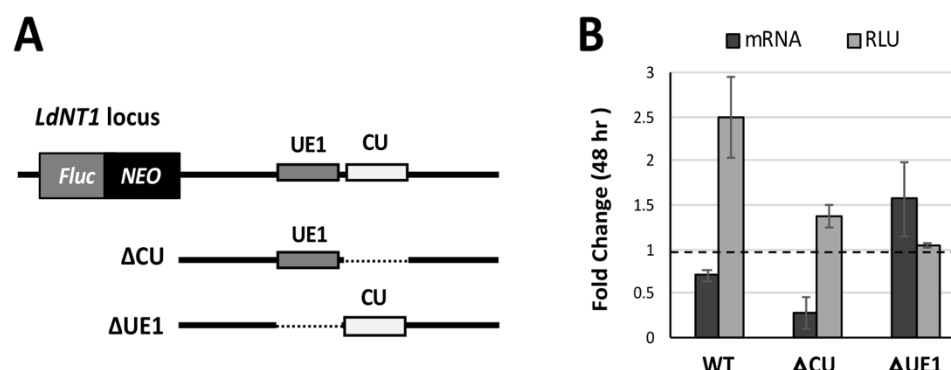 A
LdNT1 locus
Fluc NEO
UE1
CU
ΔCU
UE1
ΔUE1
CU
B
mRNA RLU
Fold Change (48 hr )
3
2.5
2
1.5
1
0.5
0
WT ΔCU ΔUE1